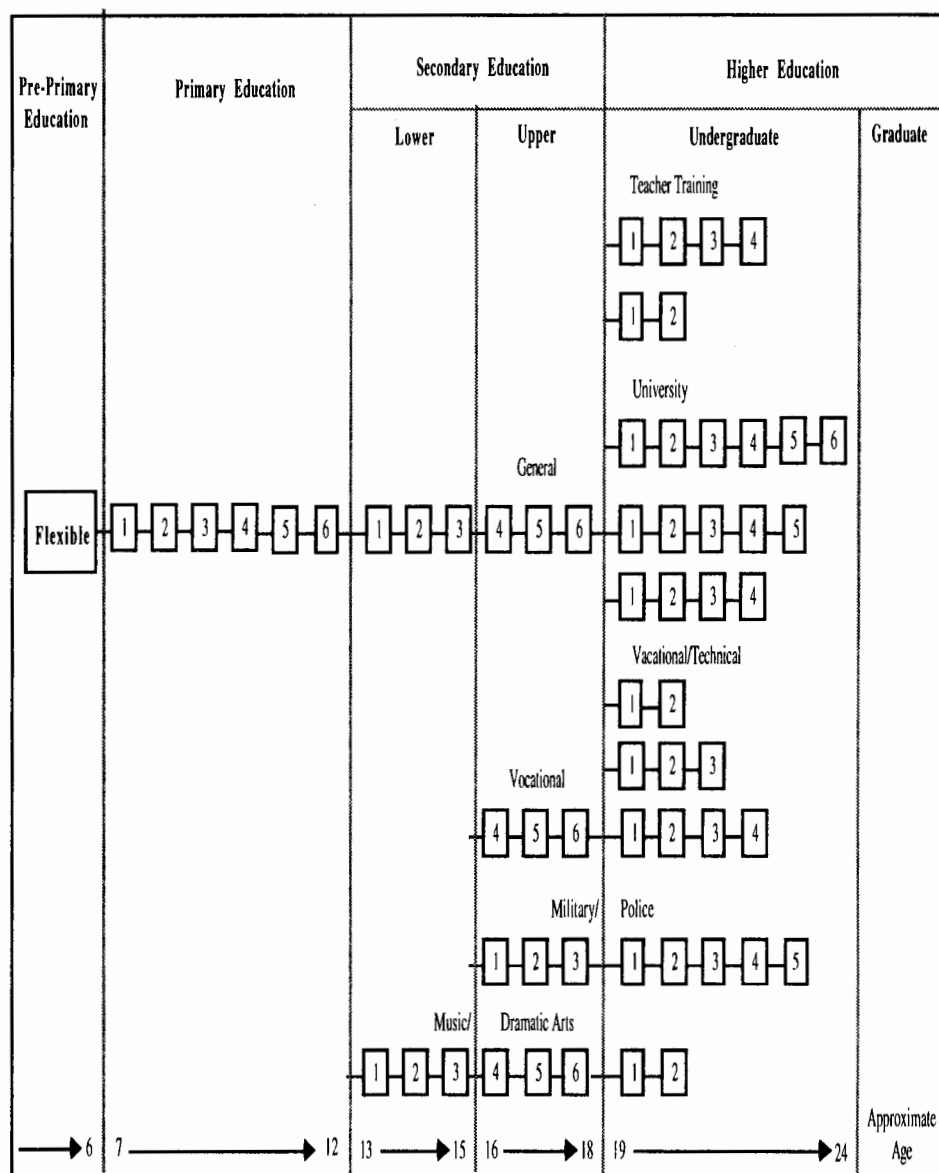 Pre-Primary
Education
Primary Education
Secondary Education
Higher Education
Lower
Upper
Undergraduate
Graduate
Teacher Training
1 2 3 4
1 2
University
1 2 3 4 5 6
General
Flexible 1 2 3 4 5 6 1 2 3 4 5 6 1 2 3 4 5
1 2 3 4
Vacational/Technical
1 2
1 2 3
Vocational
4 5 6 1 2 3 4
Military/ Police
1 2 3 1 2 3 4 5
Music/ Dramatic Arts
1 2 3 4 5 6 1 2
6 7 12 13 15 16 18 19 24
Approximate
Age